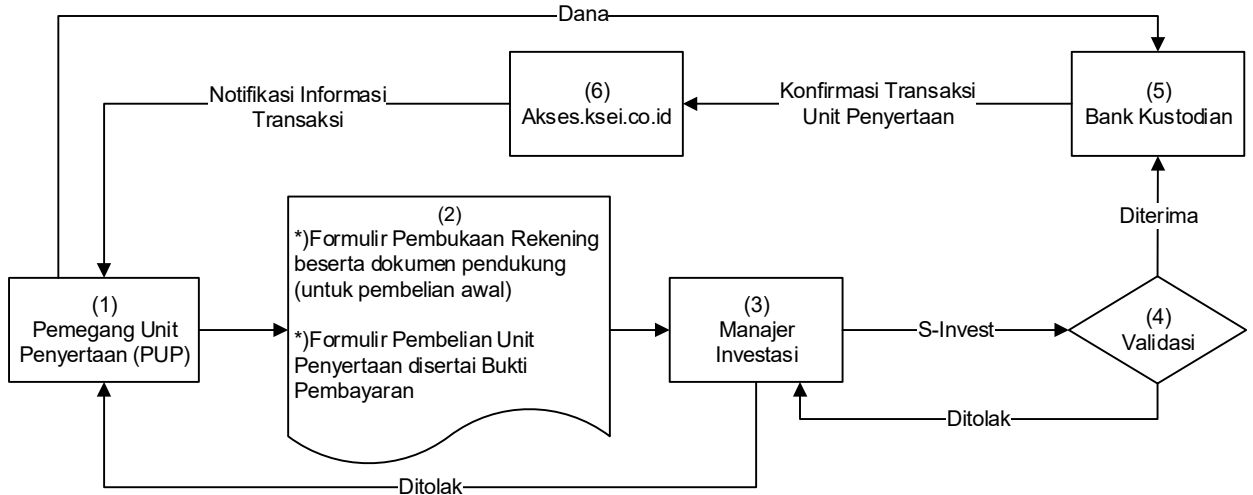 Dana
(6)
Akses.ksei.co.id
(5)
Bank Kustodian
Notifikasi Informasi
Transaksi
Konfirmasi Transaksi
Unit Penyertaan
Diterima
(1)
Pemegang Unit
Penyertaan (PUP)
(2)
*)Formulir Pembukaan Rekening
beserta dokumen pendukung
(untuk pembelian awal)
*)Formulir Pembelian Unit
Penyertaan disertai Bukti
Pembayaran
(3)
Manajer
Investasi
S-Invest
(4)
Validasi
Ditolak
Ditolak